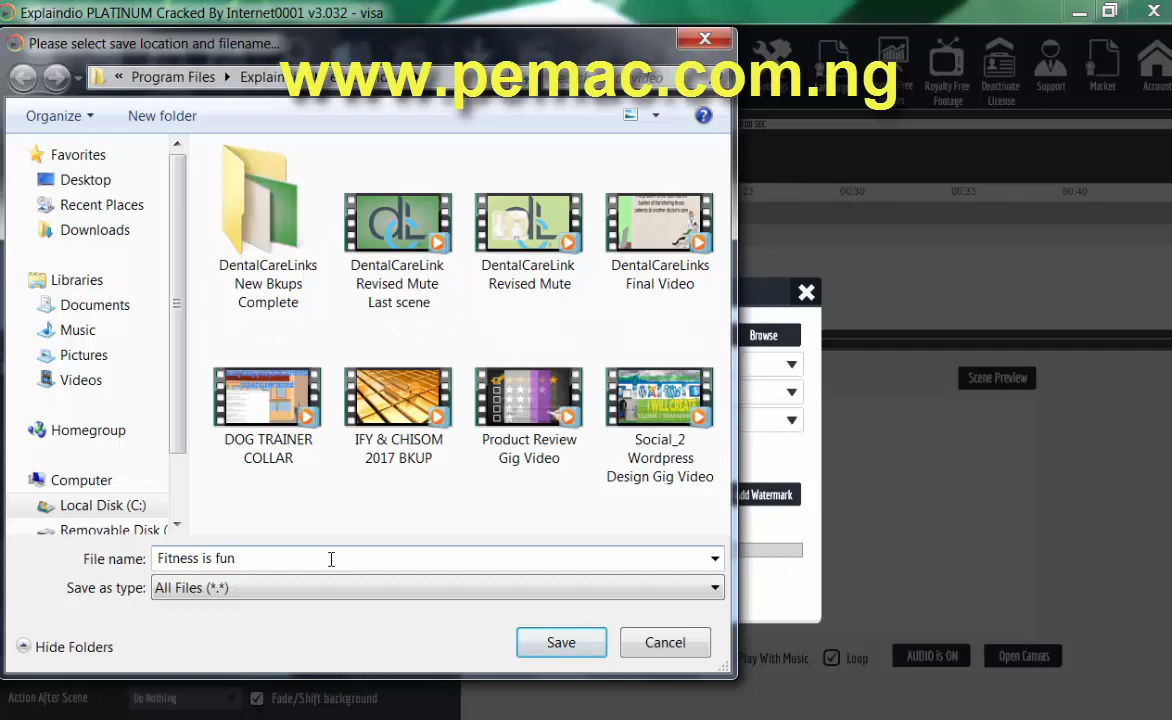 Explaindio PLATINUM Cracked By Internet0001 v3.032 - visa
Please select save location and filename...
« Program Files Explain
www.pemac.com.ng
Organize New folder
Royalty Free Footage
Deactivate License
Support
Market
Account
Favorites
Desktop
Recent Places
Downloads
Libraries
Documents
Music
Pictures
Videos
Homegroup
Computer
Local Disk (C:)
Removable Disk (
DentalCareLinks New Bkups Complete
DentalCareLink Revised Mute Last scene
DentalCareLink Revised Mute
DentalCareLinks Final Video
DOG TRAINER COLLAR
IFY & CHISOM 2017 BKUP
Product Review Gig Video
Social_2 Wordpress Design Gig Video
00:30 00:35 00:40
Browse
Scene Preview
Add Watermark
File name: Fitness is fun
Save as type: All Files (*.*)
Hide Folders Save Cancel
Play With Music Loop AUDIO is ON Open Canvas
Action After Scene Do Nothing Fade/Shift background